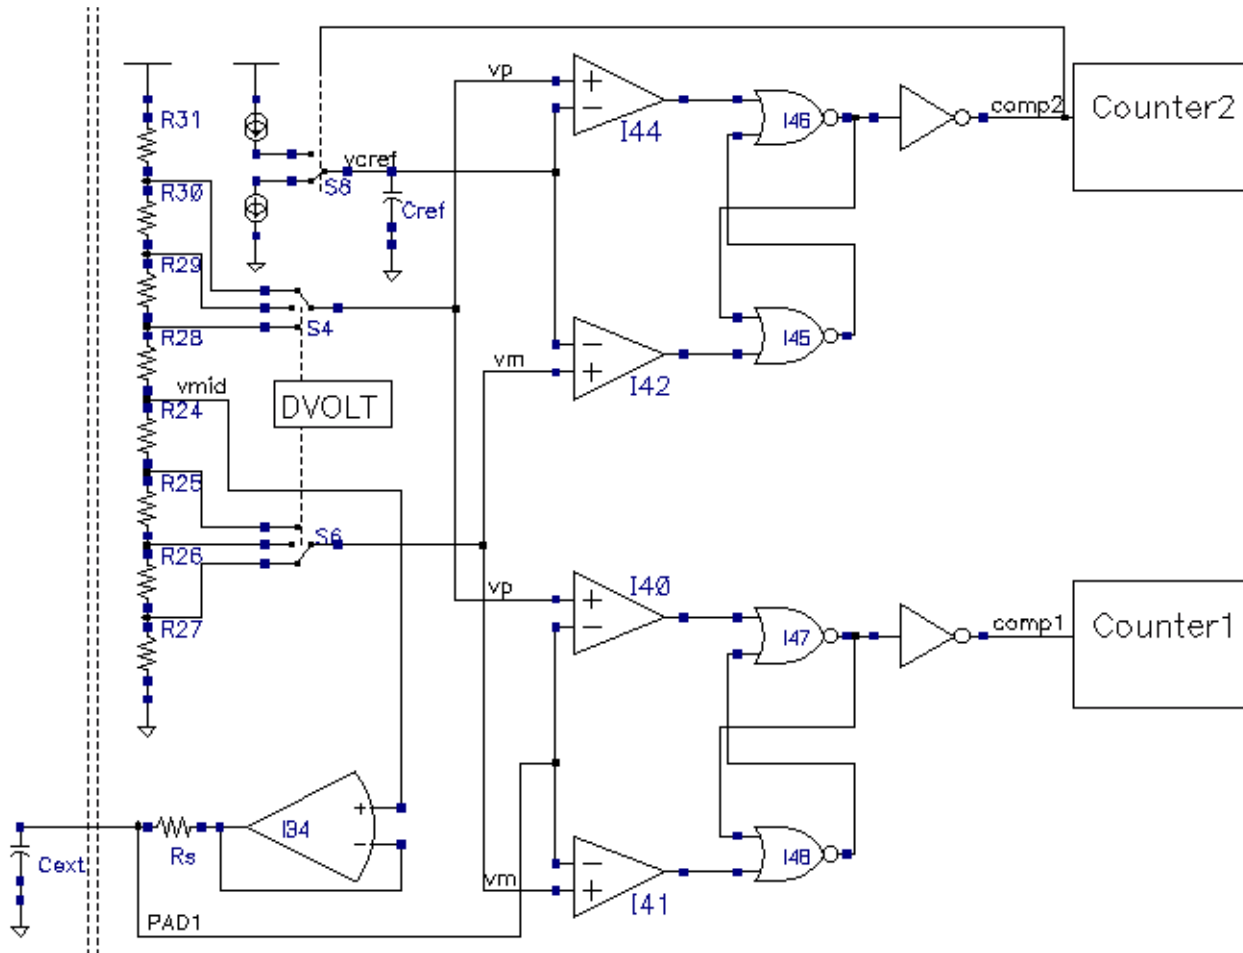 vp
comp2
Counter2
R31
I44
I46
vcref
S8
R30
Cref
R29
S4
I45
R28
vm
I42
vmid
R24
DVOLT
R25
S6
R26
vp
I40
R27
I47
comp1
Counter1
+
-
I34
Rs
Cext
vm
I48
I41
PAD1